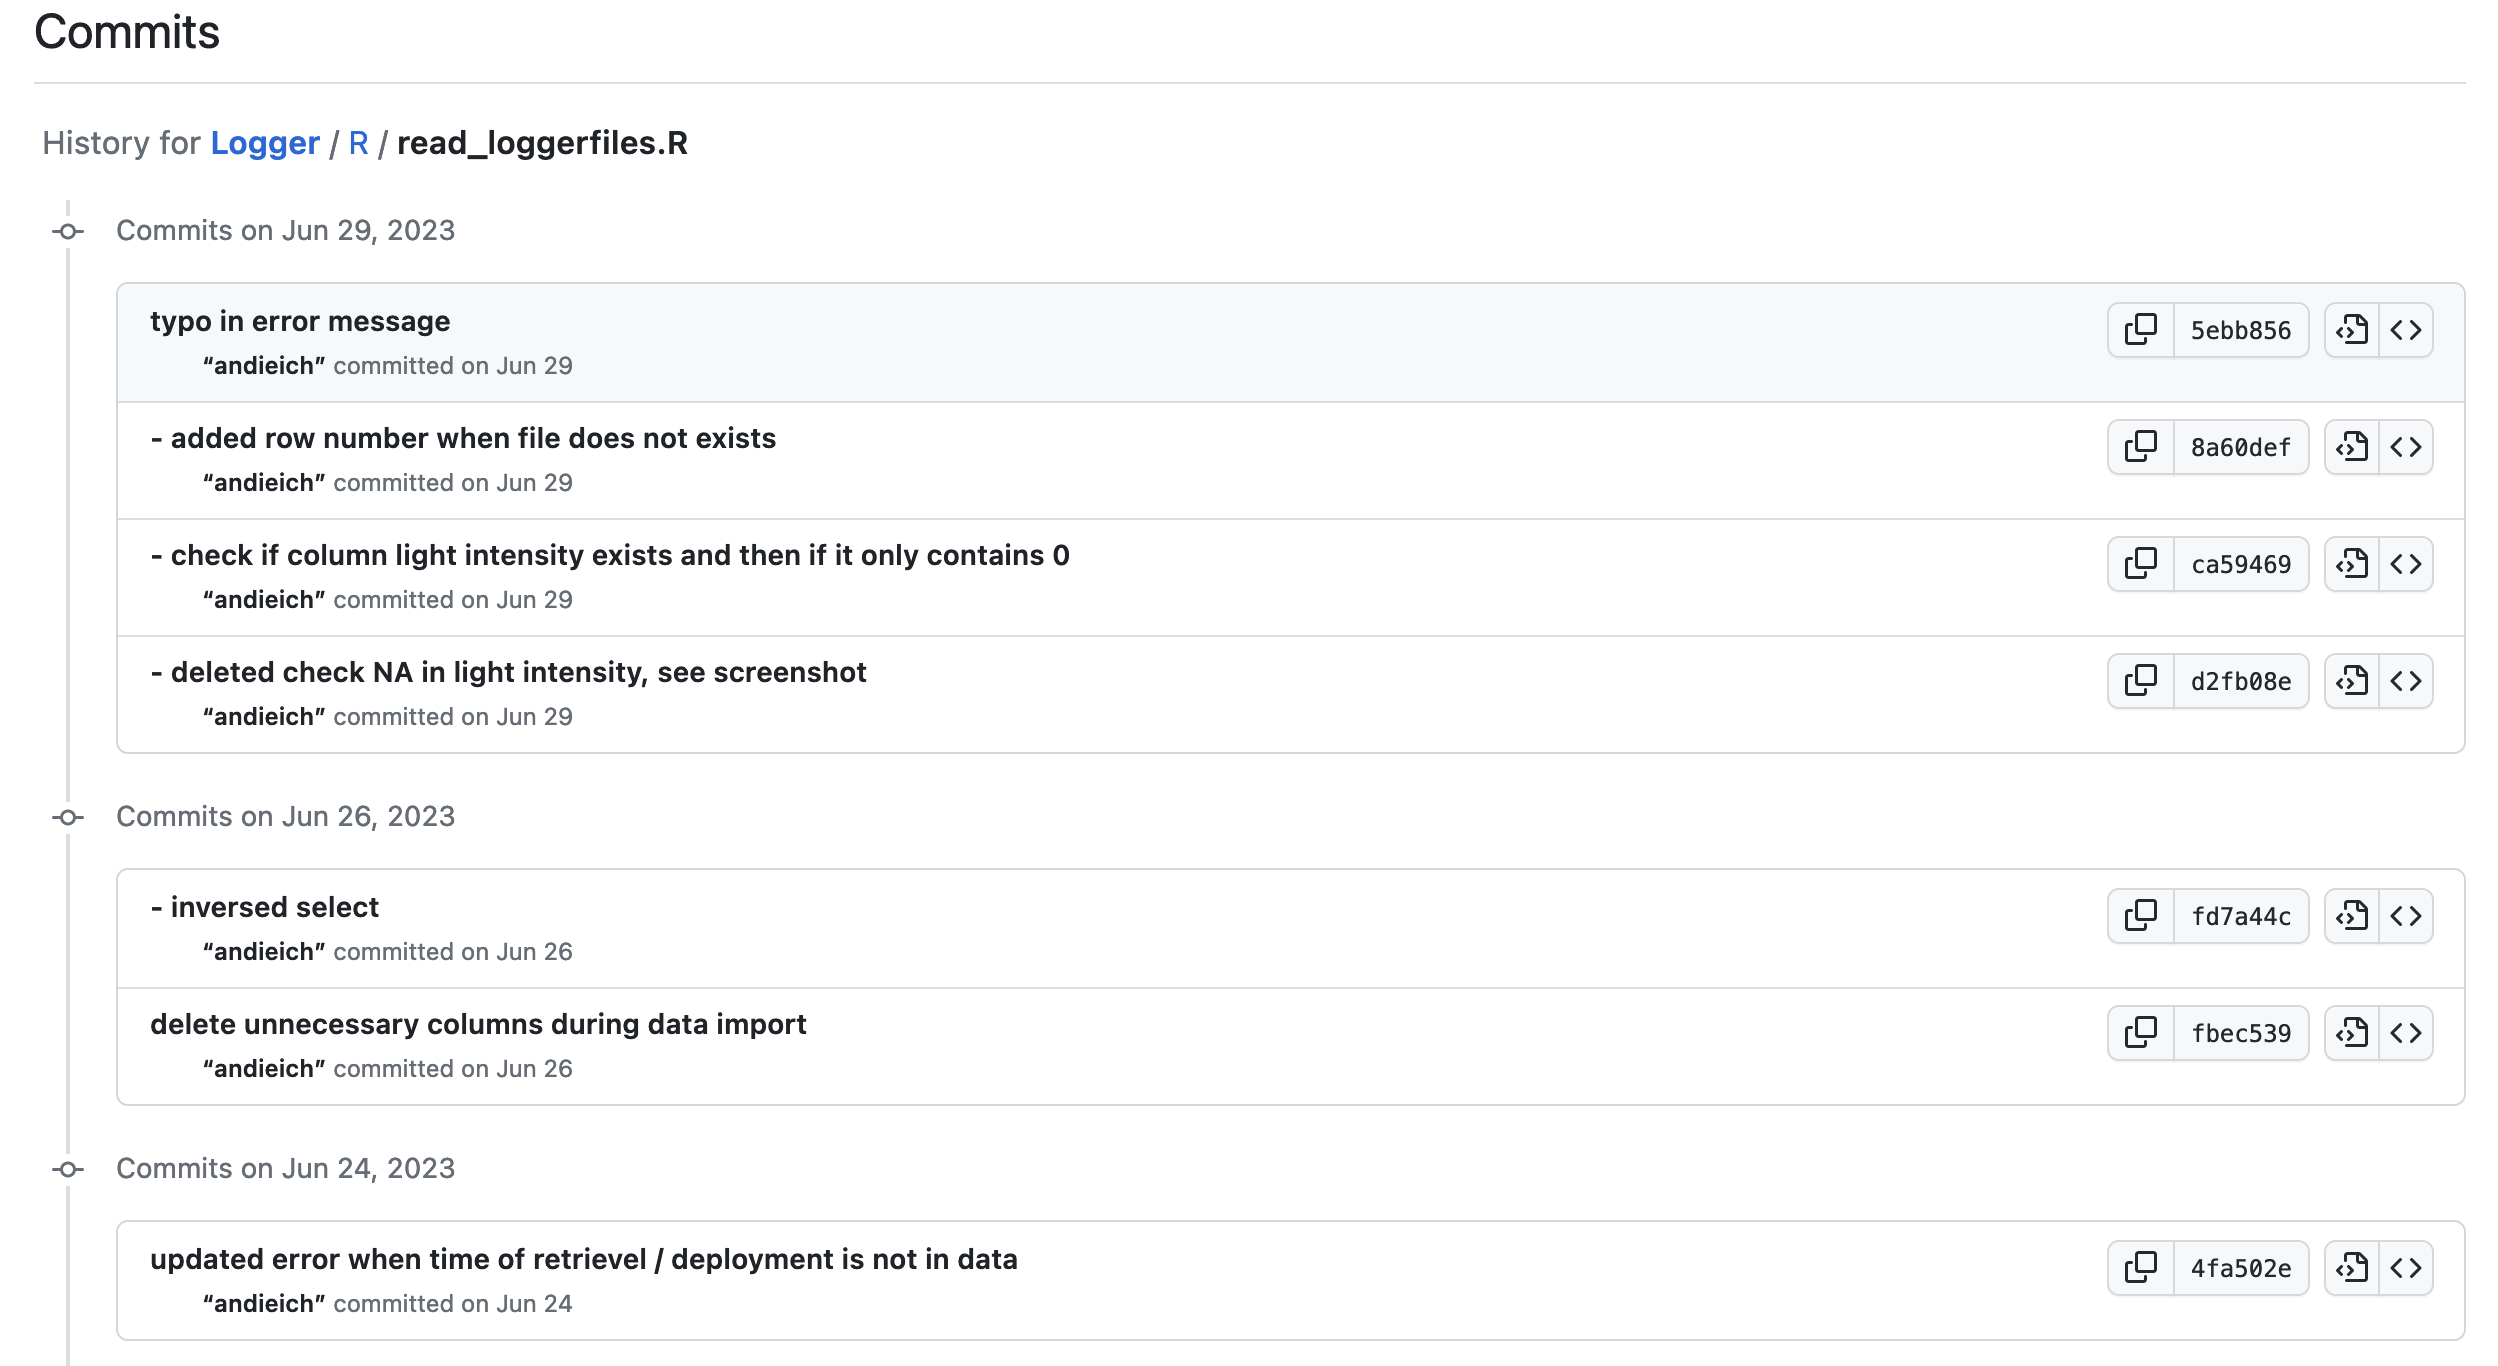 Commits
History for Logger / R / read_loggerfiles.R
Commits on Jun 29, 2023
typo in error message
5ebb856
“andieich” committed on Jun 29
- added row number when file does not exists
8a60def
“andieich” committed on Jun 29
- check if column light intensity exists and then if it only contains 0
ca59469
“andieich” committed on Jun 29
- deleted check NA in light intensity, see screenshot
d2fb08e
“andieich” committed on Jun 29
Commits on Jun 26, 2023
- inversed select
fd7a44c
“andieich” committed on Jun 26
delete unnecessary columns during data import
fbec539
“andieich” committed on Jun 26
Commits on Jun 24, 2023
updated error when time of retrievel / deployment is not in data
4fa502e
“andieich” committed on Jun 24